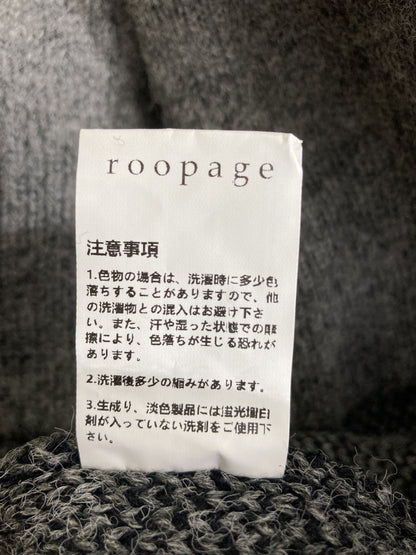 roopage
注意事項
1.色物の場合は、洗濯時に多少色
落ちすることがありますので、他
の洗濯物との混入はお避け下さ
い。また、汗や湿った状態での摩
擦により、色落ちが生じる恐れが
あります。
2.洗濯後多少の縮みがあります。
3.生成り、淡色製品には蛍光増白
剤が入っていない洗剤をご使用下
さい。